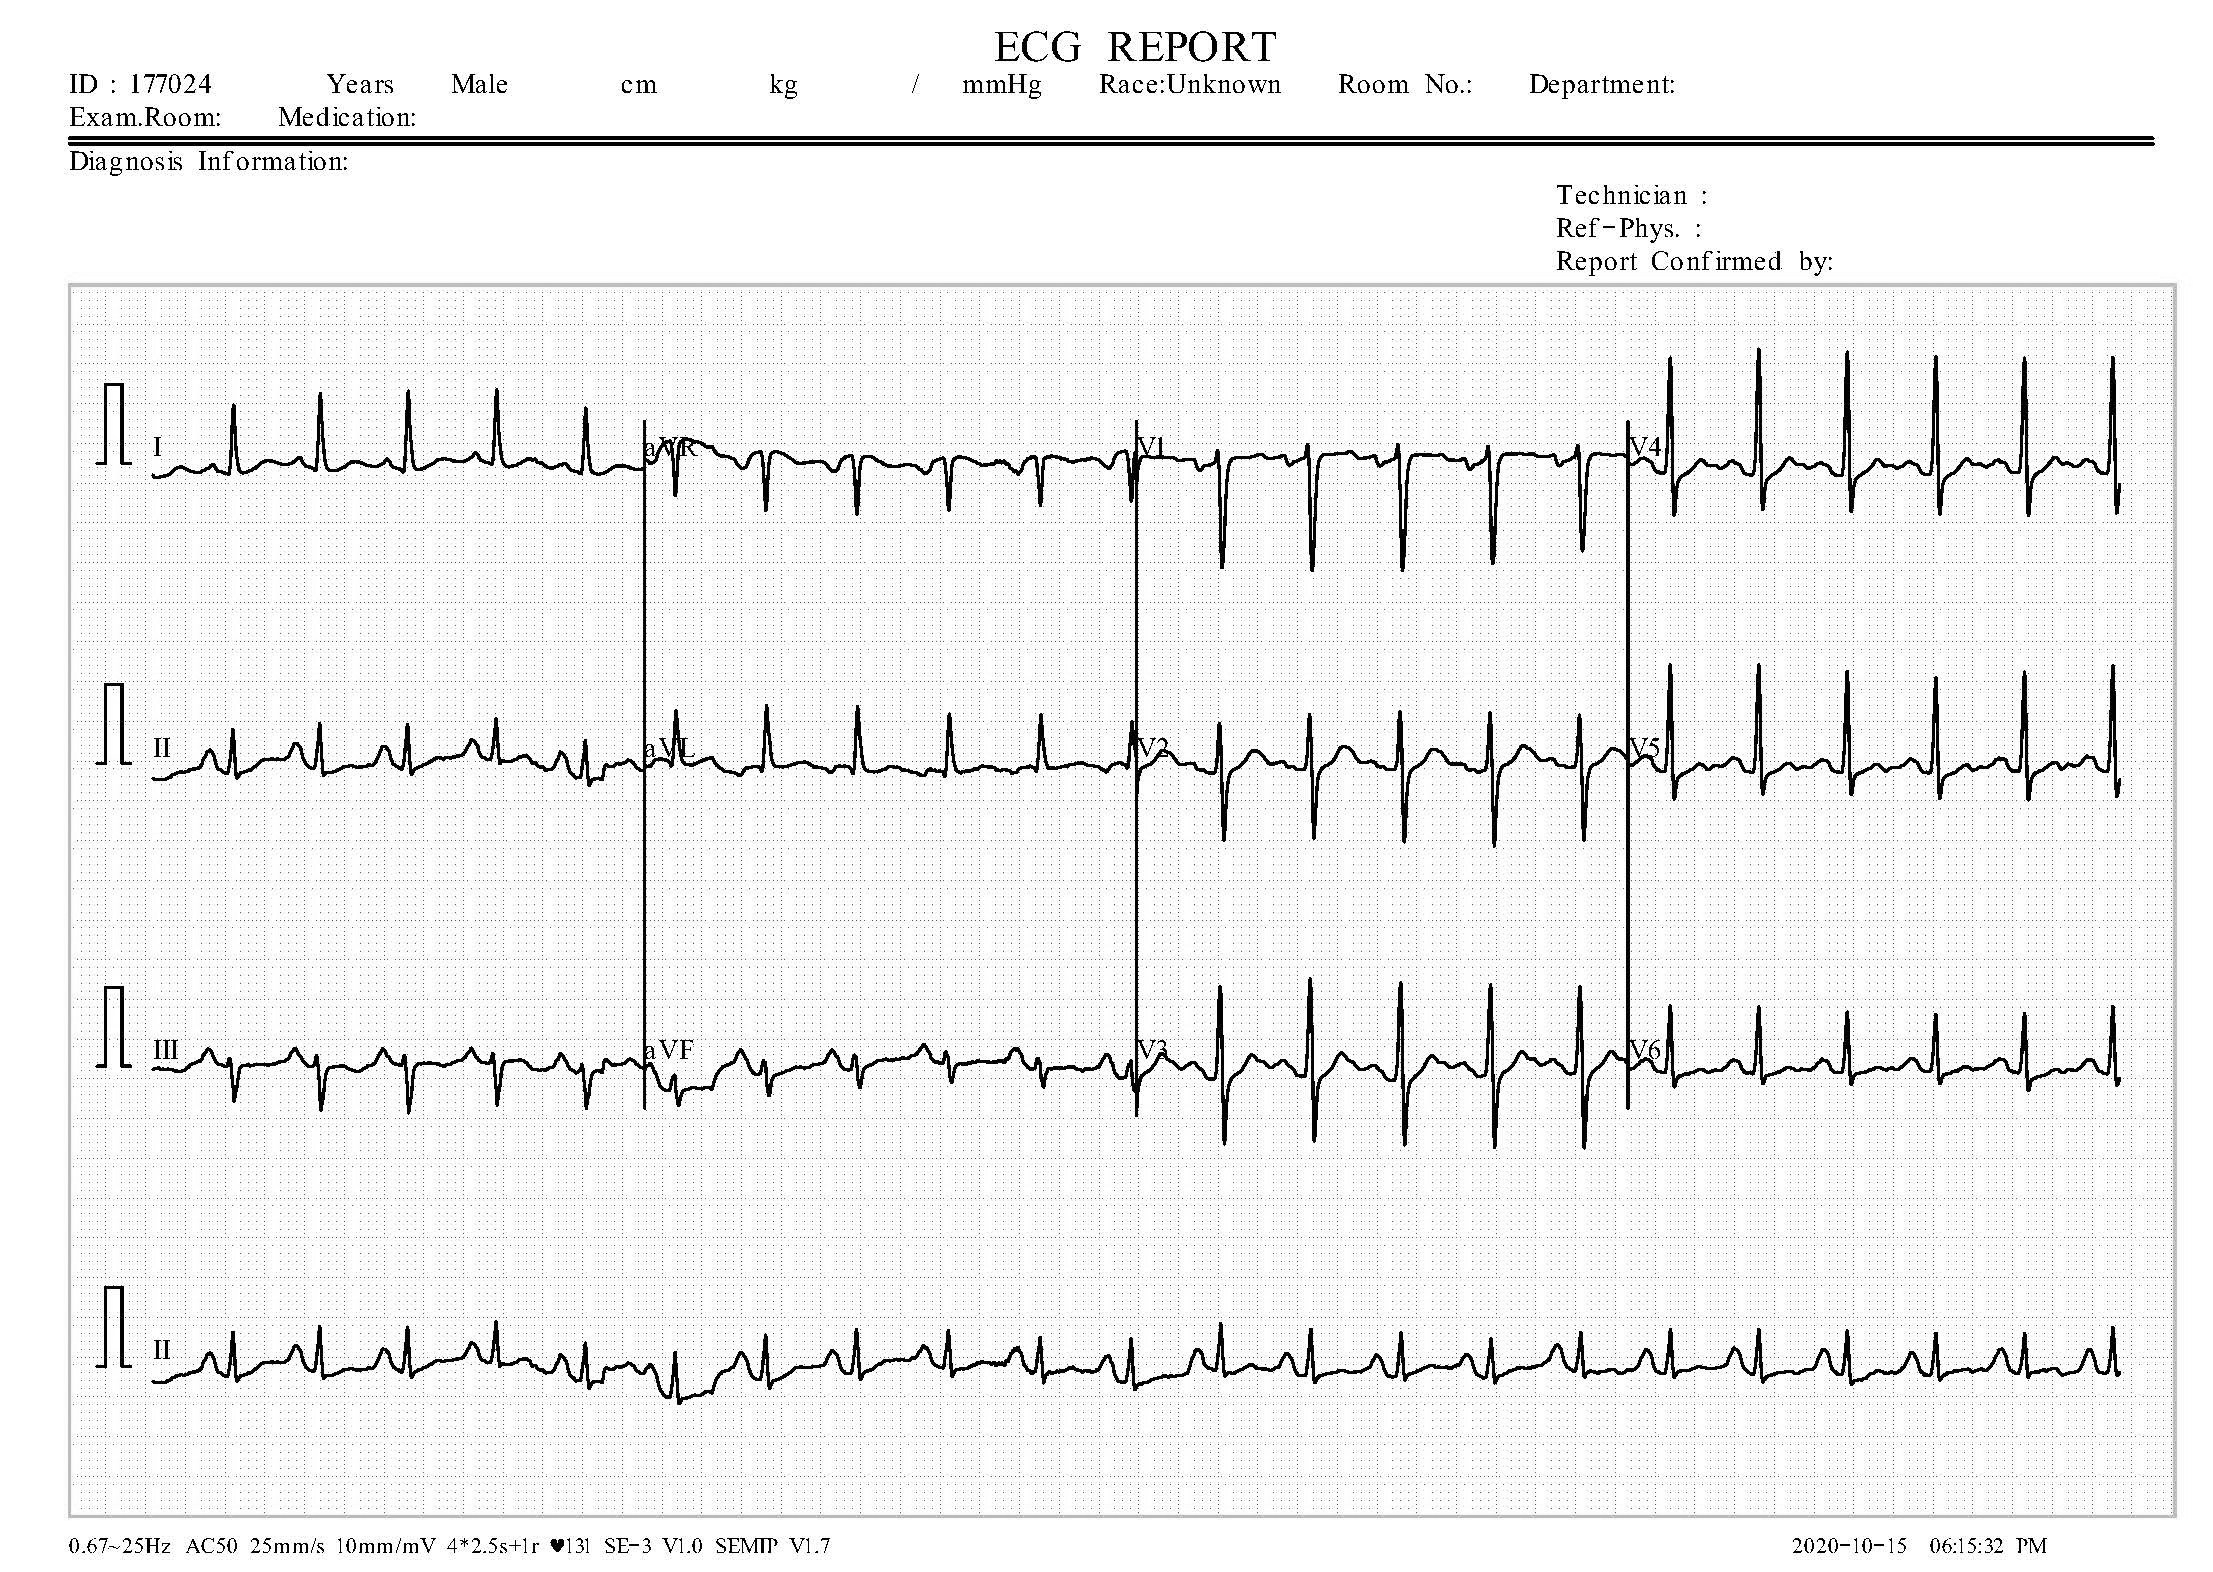 ECG REPORT
ID : 177024 Years Male cm kg / mmHg Race:Unknown Room No.: Department:
Exam.Room: Medication:
Diagnosis Information:
Technician :
Ref-Phys. :
Report Confirmed by:
I aVR V1 V4
II aVL V2 V5
III aVF V3 V6
II
0.67~25Hz AC50 25mm/s 10mm/mV 4*2.5s+1r ♥131 SE-3 V1.0 SEMIP V1.7 2020-10-15 06:15:32 PM